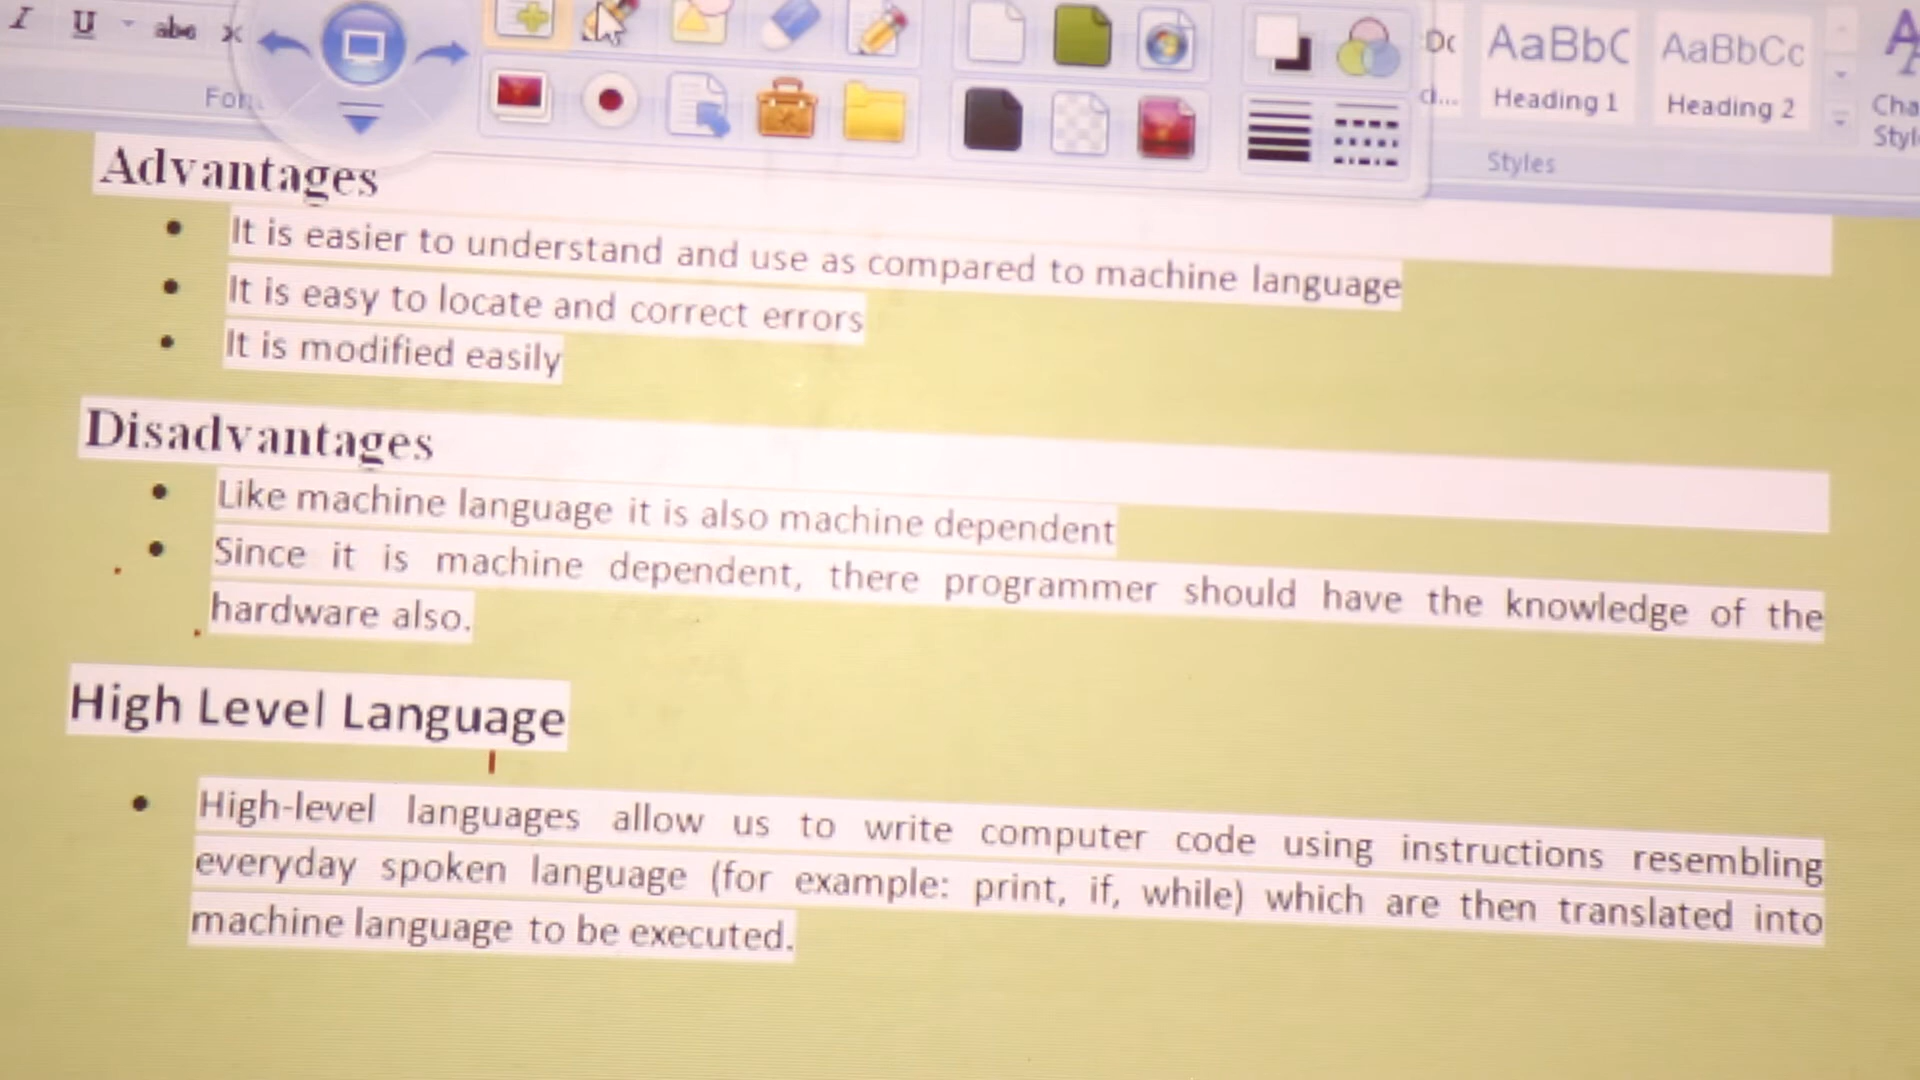 I U abc x
Advantages
It is easier to understand and use as compared to machine language
It is easy to locate and correct errors
It is modified easily
Disadvantages
Like machine language it is also machine dependent
Since it is machine dependent, there programmer should have the knowledge of the
hardware also.
High Level Language
High-level languages allow us to write computer code using instructions resembling
everyday spoken language (for example: print, if, while) which are then translated into
machine language to be executed.
AaBbC AaBbCc
Heading 1 Heading 2
Styles